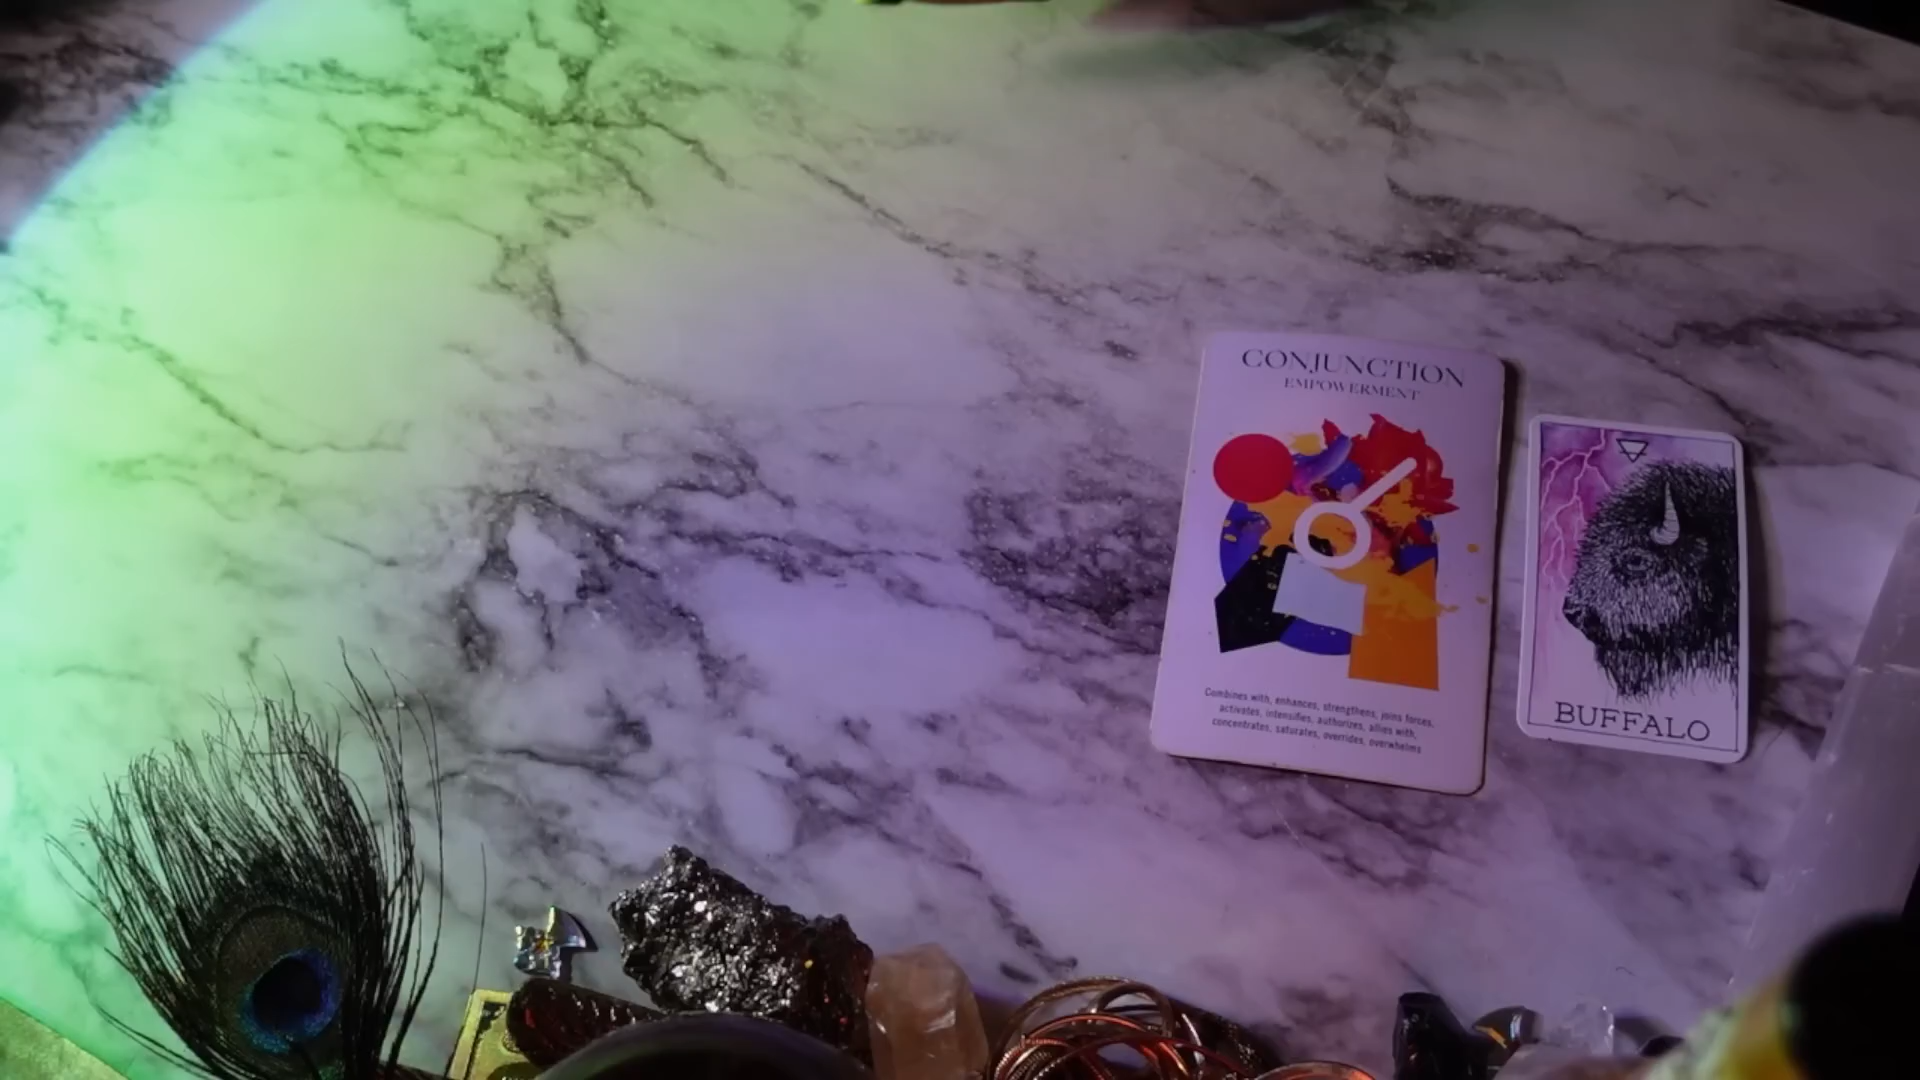 CONJUNCTION
EMPOWERMENT
Combines with, enhances, strengthens, joins forces,
activates, intensifies, authorizes, allies with,
concentrates, saturates, overrides, overwhelms
BUFFALO